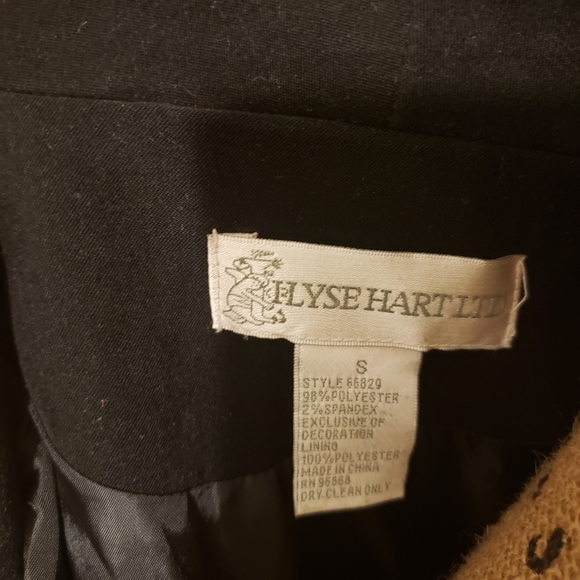 ELYSE HART LTD
S
STYLE 66829
98% POLYESTER
2% SPANDEX
EXCLUSIVE OF
DECORATION
LINING
100% POLYESTER
MADE IN CHINA
RN 96868
DRY CLEAN ONLY